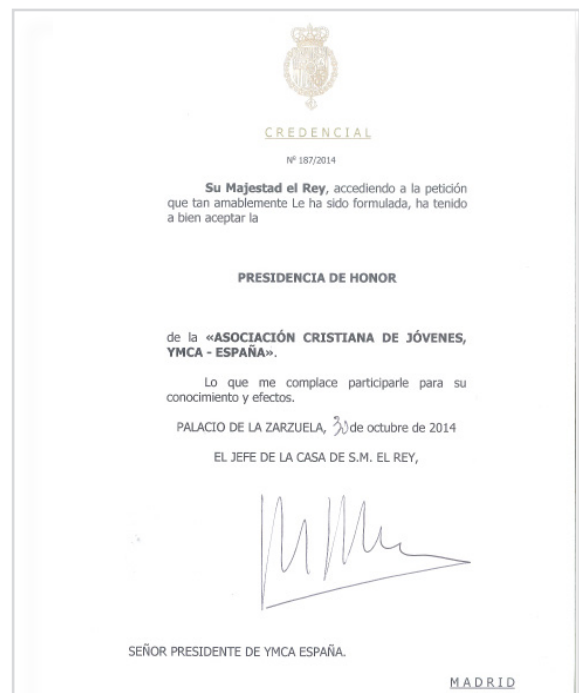 CREDENCIAL
Nº 187/2014
Su Majestad el Rey, accediendo a la petición
que tan amablemente Le ha sido formulada, ha tenido
a bien aceptar la
PRESIDENCIA DE HONOR
de la «ASOCIACIÓN CRISTIANA DE JÓVENES,
YMCA - ESPAÑA».
Lo que me complace participarle para su
conocimiento y efectos.
PALACIO DE LA ZARZUELA, 30 de octubre de 2014
EL JEFE DE LA CASA DE S.M. EL REY,
SEÑOR PRESIDENTE DE YMCA ESPAÑA.
MADRID